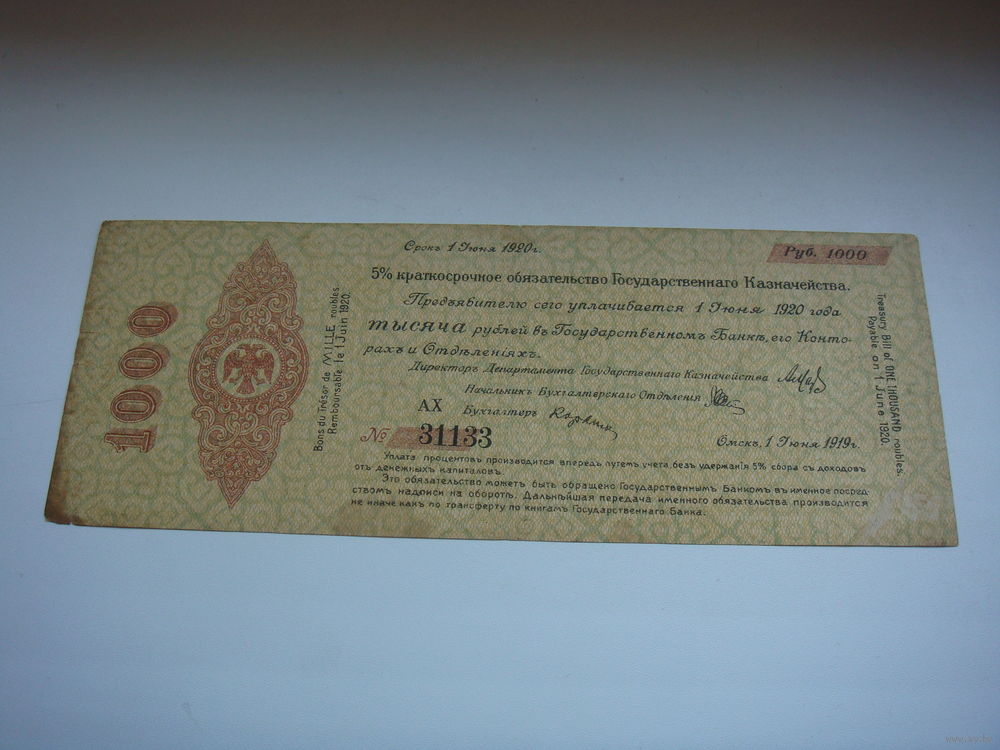 Срокъ 1 Іюня 1920 г.
Руб. 1000
5% краткосрочное обязательство Государственнаго Казначейства.
Предъявителю сего уплачивается 1 Іюня 1920 года
тысяча рублей въ Государственномъ Банкѣ, его Конто-
рахъ и Отдѣленіяхъ.
Директоръ Департамента Государственнаго Казначейства
Начальникъ Бухгалтерскаго Отдѣленія
АХ
Бухгалтеръ
№ 31133
Омскъ, 1 Іюня 1919 г.
Уплата процентовъ производится впередъ путемъ учета, безъ удержанія 5% сбора съ доходовъ
отъ денежныхъ капиталовъ.
Это обязательство можетъ быть обращено Государственнымъ Банкомъ въ именное посред-
ствомъ надписи на оборотѣ. Дальнѣйшая передача именного обязательства производится
не иначе какъ по трансферту по книгамъ Государственнаго Банка.
1000
Bons du Trésor de MILLE roubles
Remboursable le 1 Juin 1920.
Treasury Bill of ONE THOUSAND roubles.
Payable on 1 June 1920.